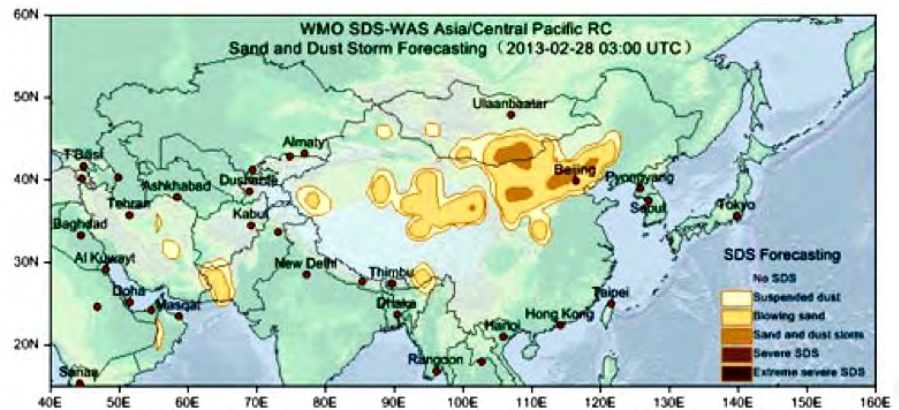 WMO SDS-WAS Asia/Central Pacific RC
Sand and Dust Storm Forecasting (2013-02-28 03:00 UTC)
60N
50N
40N
30N
20N
Ulaanbaatar
Almaty
T'Bilisi
Ashkhabad
Dushanbe
Beijing
Pyongyang
Tehran
Kabul
Seoul
Tokyo
Baghdad
Al Kuwayt
New Delhi
Thimbu
Doha
Masqat
Dhaka
Taipei
Hong Kong
Hanoi
Rangoon
Sanaa
SDS Forecasting
No SDS
Suspended dust
Blowing sand
Sand and dust storms
Severe SDS
Extreme severe SDS
40E 50E 60E 70E 80E 90E 100E 110E 120E 130E 140E 150E 160E